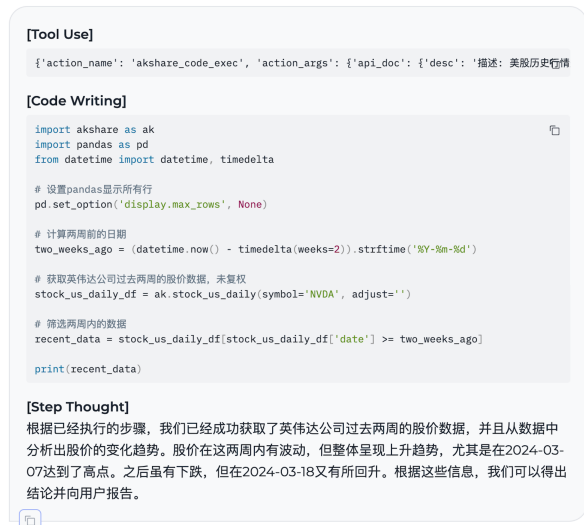 [Tool Use]
{'action_name': 'akshare_code_exec', 'action_args': {'api_doc': {'desc': '描述: 美股历史行情
[Code Writing]
import akshare as ak
import pandas as pd
from datetime import datetime, timedelta
# 设置pandas显示所有行
pd.set_option('display.max_rows', None)
# 计算两周前的日期
two_weeks_ago = (datetime.now() - timedelta(weeks=2)).strftime('%Y-%m-%d')
# 获取英伟达公司过去两周的股价数据，未复权
stock_us_daily_df = ak.stock_us_daily(symbol='NVDA', adjust='')
# 筛选两周内的数据
recent_data = stock_us_daily_df[stock_us_daily_df['date'] >= two_weeks_ago]
print(recent_data)
[Step Thought]
根据已经执行的步骤，我们已经成功获取了英伟达公司过去两周的股价数据，并且从数据中
分析出股价的变化趋势。股价在这两周内有波动，但整体呈现上升趋势，尤其是在2024-03-
07达到了高点。之后虽有下跌，但在2024-03-18又有所回升。根据这些信息，我们可以得出
结论并向用户报告。